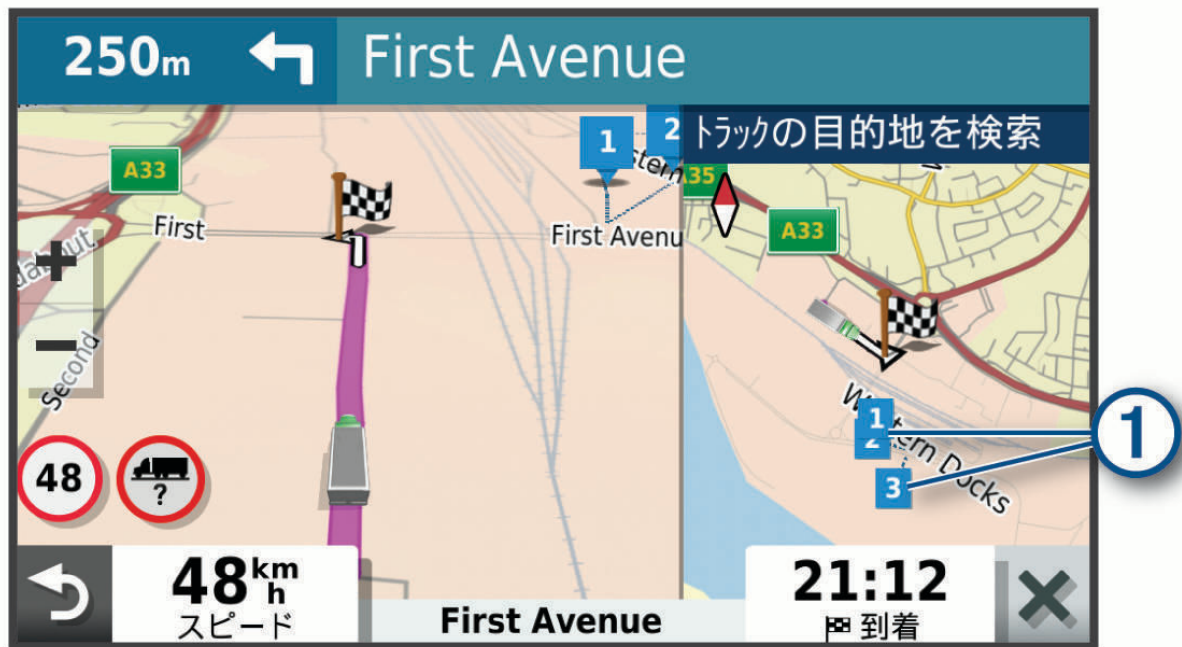 250m
First Avenue
トラックの目的地を検索
1
2
A33
First
First Avenu
A33
Second
Western Docks
1
2
3
1
48
?
48 km h
スピード
First Avenue
21:12
到着